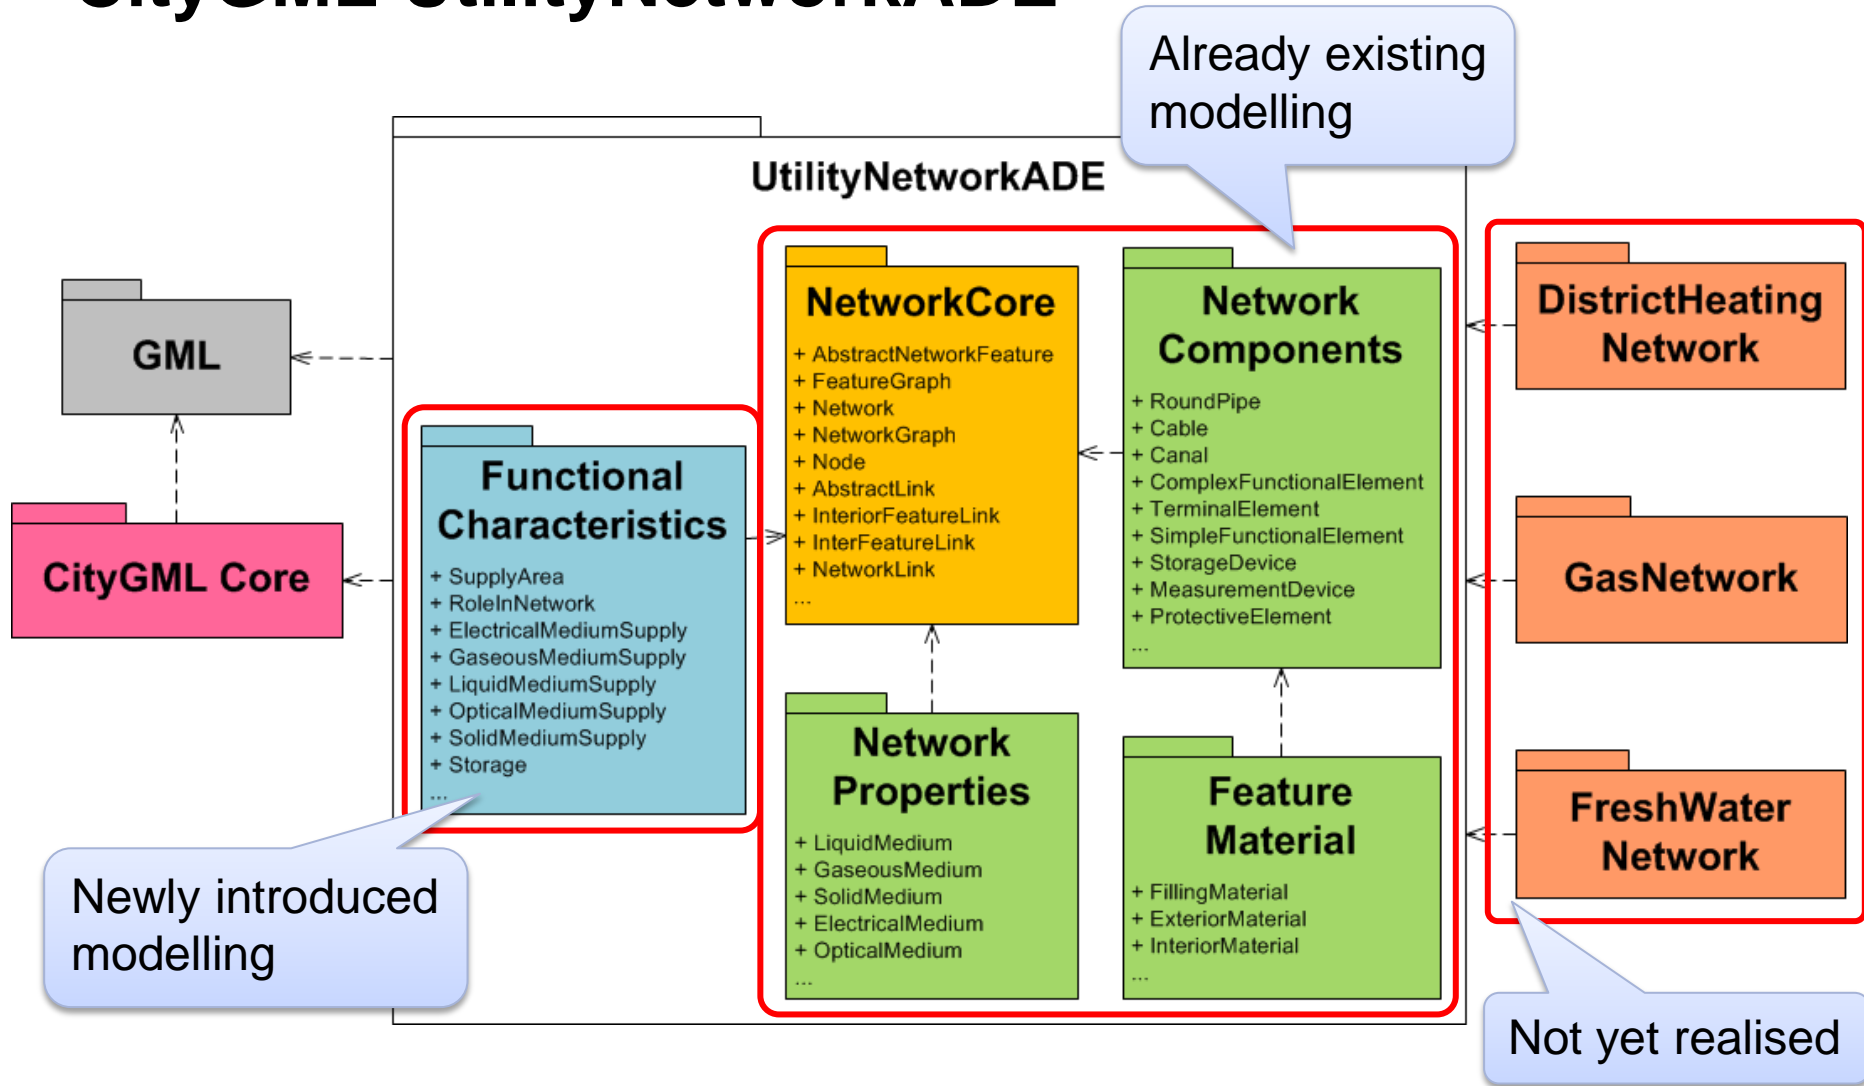 CityGML UtilityNetworkADE
Already existing
modelling
UtilityNetworkADE
GML
CityGML Core
Functional
Characteristics
+ SupplyArea
+ RoleInNetwork
+ ElectricalMediumSupply
+ GaseousMediumSupply
+ LiquidMediumSupply
+ OpticalMediumSupply
+ SolidMediumSupply
+ Storage
...
NetworkCore
+ AbstractNetworkFeature
+ FeatureGraph
+ Network
+ NetworkGraph
+ Node
+ AbstractLink
+ InteriorFeatureLink
+ InterFeatureLink
+ NetworkLink
...
Network
Components
+ RoundPipe
+ Cable
+ Canal
+ ComplexFunctionalElement
+ TerminalElement
+ SimpleFunctionalElement
+ StorageDevice
+ MeasurementDevice
+ ProtectiveElement
...
Network
Properties
+ LiquidMedium
+ GaseousMedium
+ SolidMedium
+ ElectricalMedium
+ OpticalMedium
...
Feature
Material
+ FillingMaterial
+ ExteriorMaterial
+ InteriorMaterial
...
DistrictHeating
Network
GasNetwork
FreshWater
Network
Newly introduced
modelling
Not yet realised